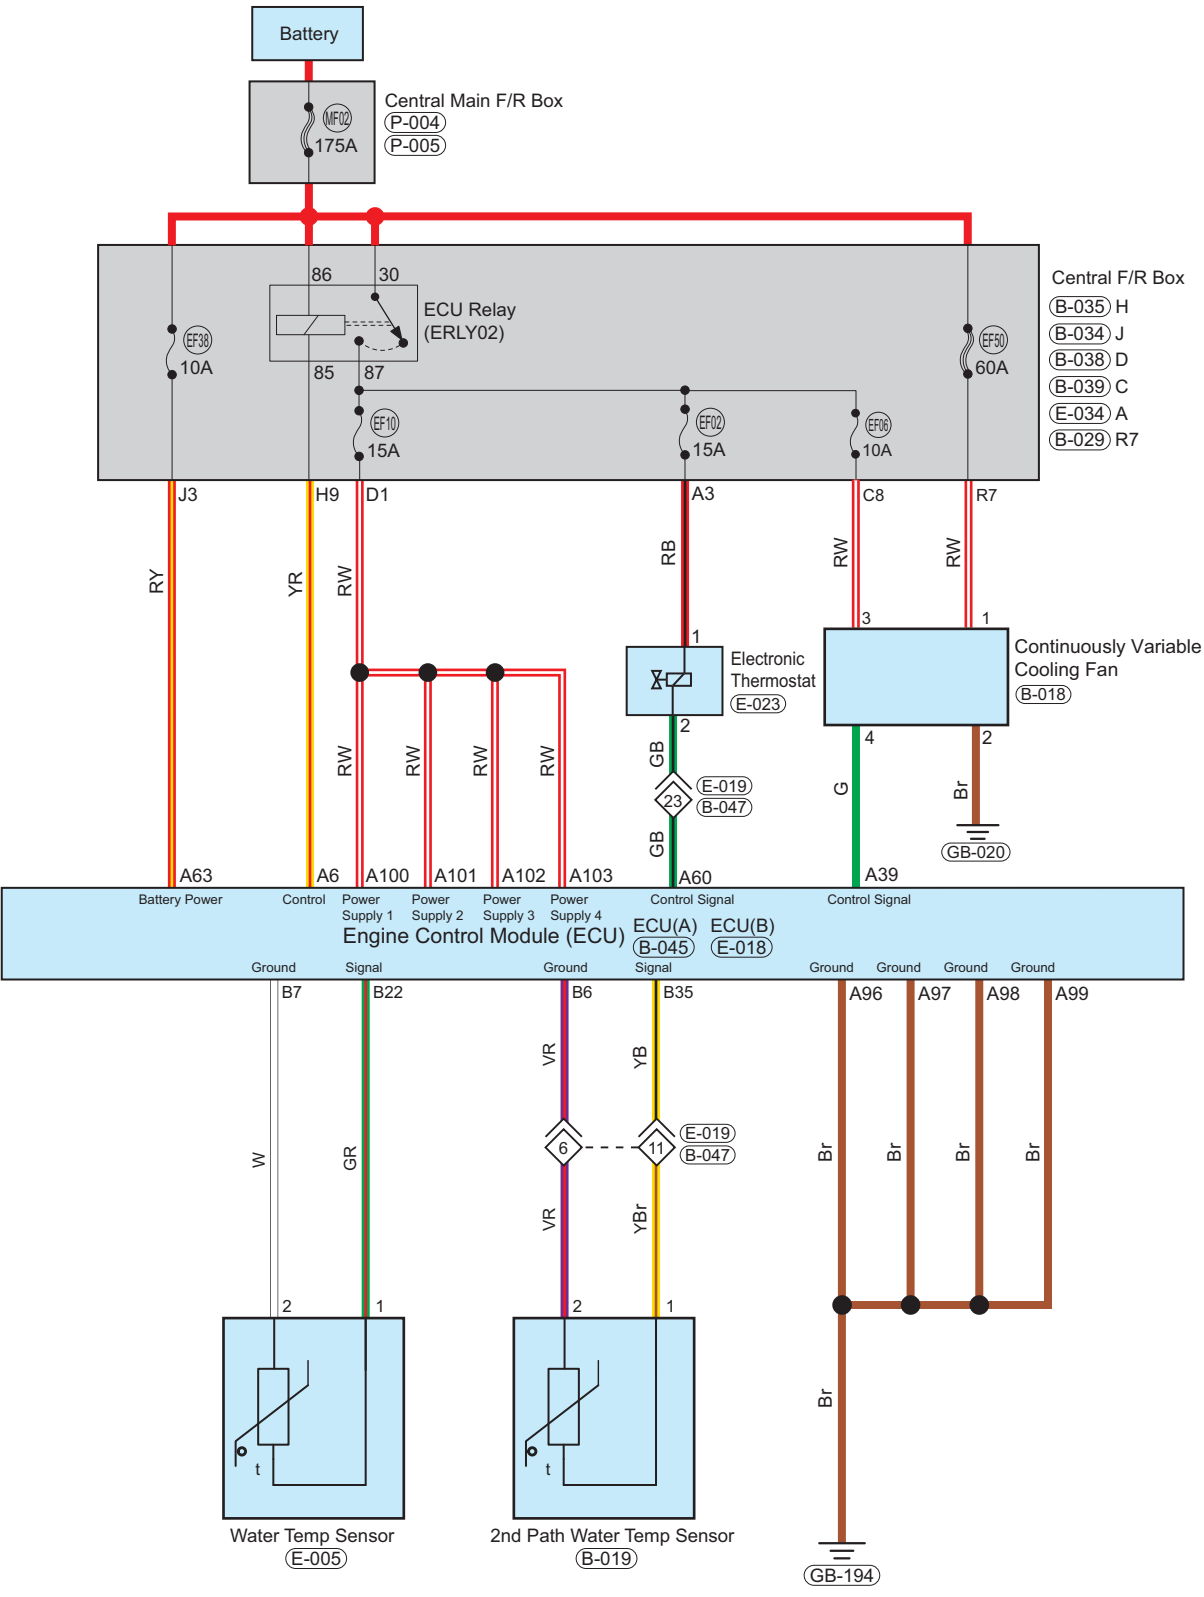 Battery
Central Main F/R Box
MF02
P-004
175A
P-005
86
30
Central F/R Box
ECU Relay
(ERLY02)
B-035 H
B-034 J
B-038 D
B-039 C
E-034 A
B-029 R7
EF38
10A
EF50
60A
85
87
EF10
15A
EF02
15A
EF06
10A
J3
H9
D1
A3
C8
R7
RY
YR
RW
RB
RW
RW
1
3
1
Electronic
Thermostat
E-023
Continuously Variable
Cooling Fan
B-018
2
4
2
RW
RW
RW
RW
GB
G
Br
23
E-019
B-047
GB
GB-020
A63
A6
A100
A101
A102
A103
A60
A39
Battery Power
Control
Power
Supply 1
Power
Supply 2
Power
Supply 3
Power
Supply 4
Control Signal
Control Signal
Engine Control Module (ECU)
ECU(A)
B-045
ECU(B)
E-018
Ground
Signal
Ground
Signal
Ground
Ground
Ground
Ground
B7
B22
B6
B35
A96
A97
A98
A99
VR
YB
W
GR
6
11
E-019
B-047
Br
Br
Br
Br
VR
YBr
2
1
2
1
Br
t
t
Water Temp Sensor
E-005
2nd Path Water Temp Sensor
B-019
GB-194